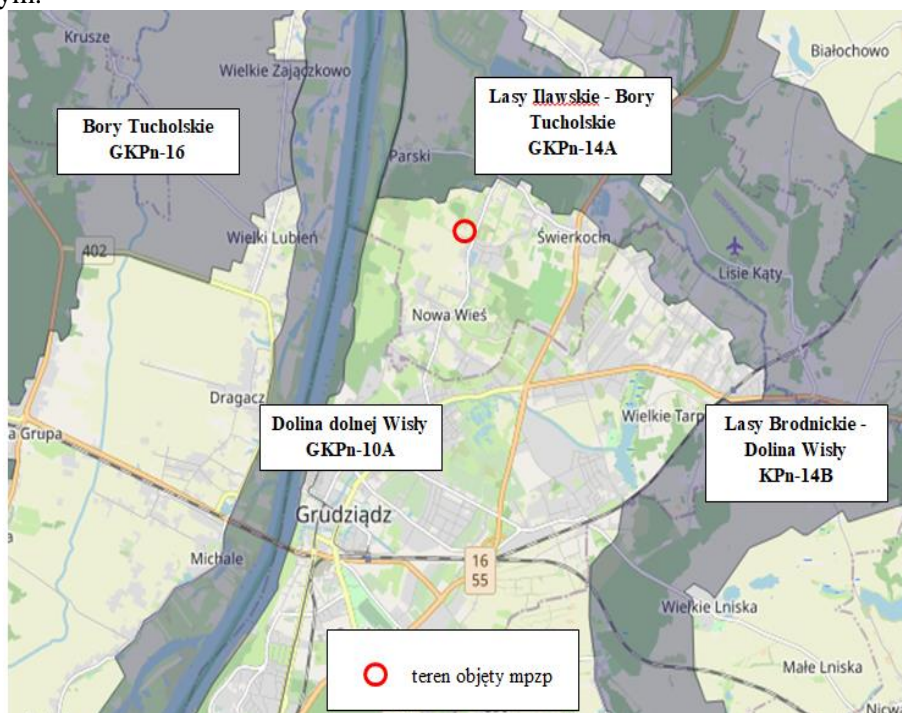 ym.
Krusze
Wielkie Zajączkowo
Białochowo
Bory Tucholskie
GKPn-16
Lasy Iławskie - Bory
Tucholskie
GKPn-14A
Parski
402
Wielki Lubień
Świerkocin
Lisie Kąty
Nowa Wieś
Dragacz
a Grupa
Dolina dolnej Wisły
GKPn-10A
Wielkie Tarp
Lasy Brodnickie -
Dolina Wisły
KPn-14B
Grudziądz
Michale
16
55
Wielkie Lniska
Małe Lniska
teren objęty mpzp